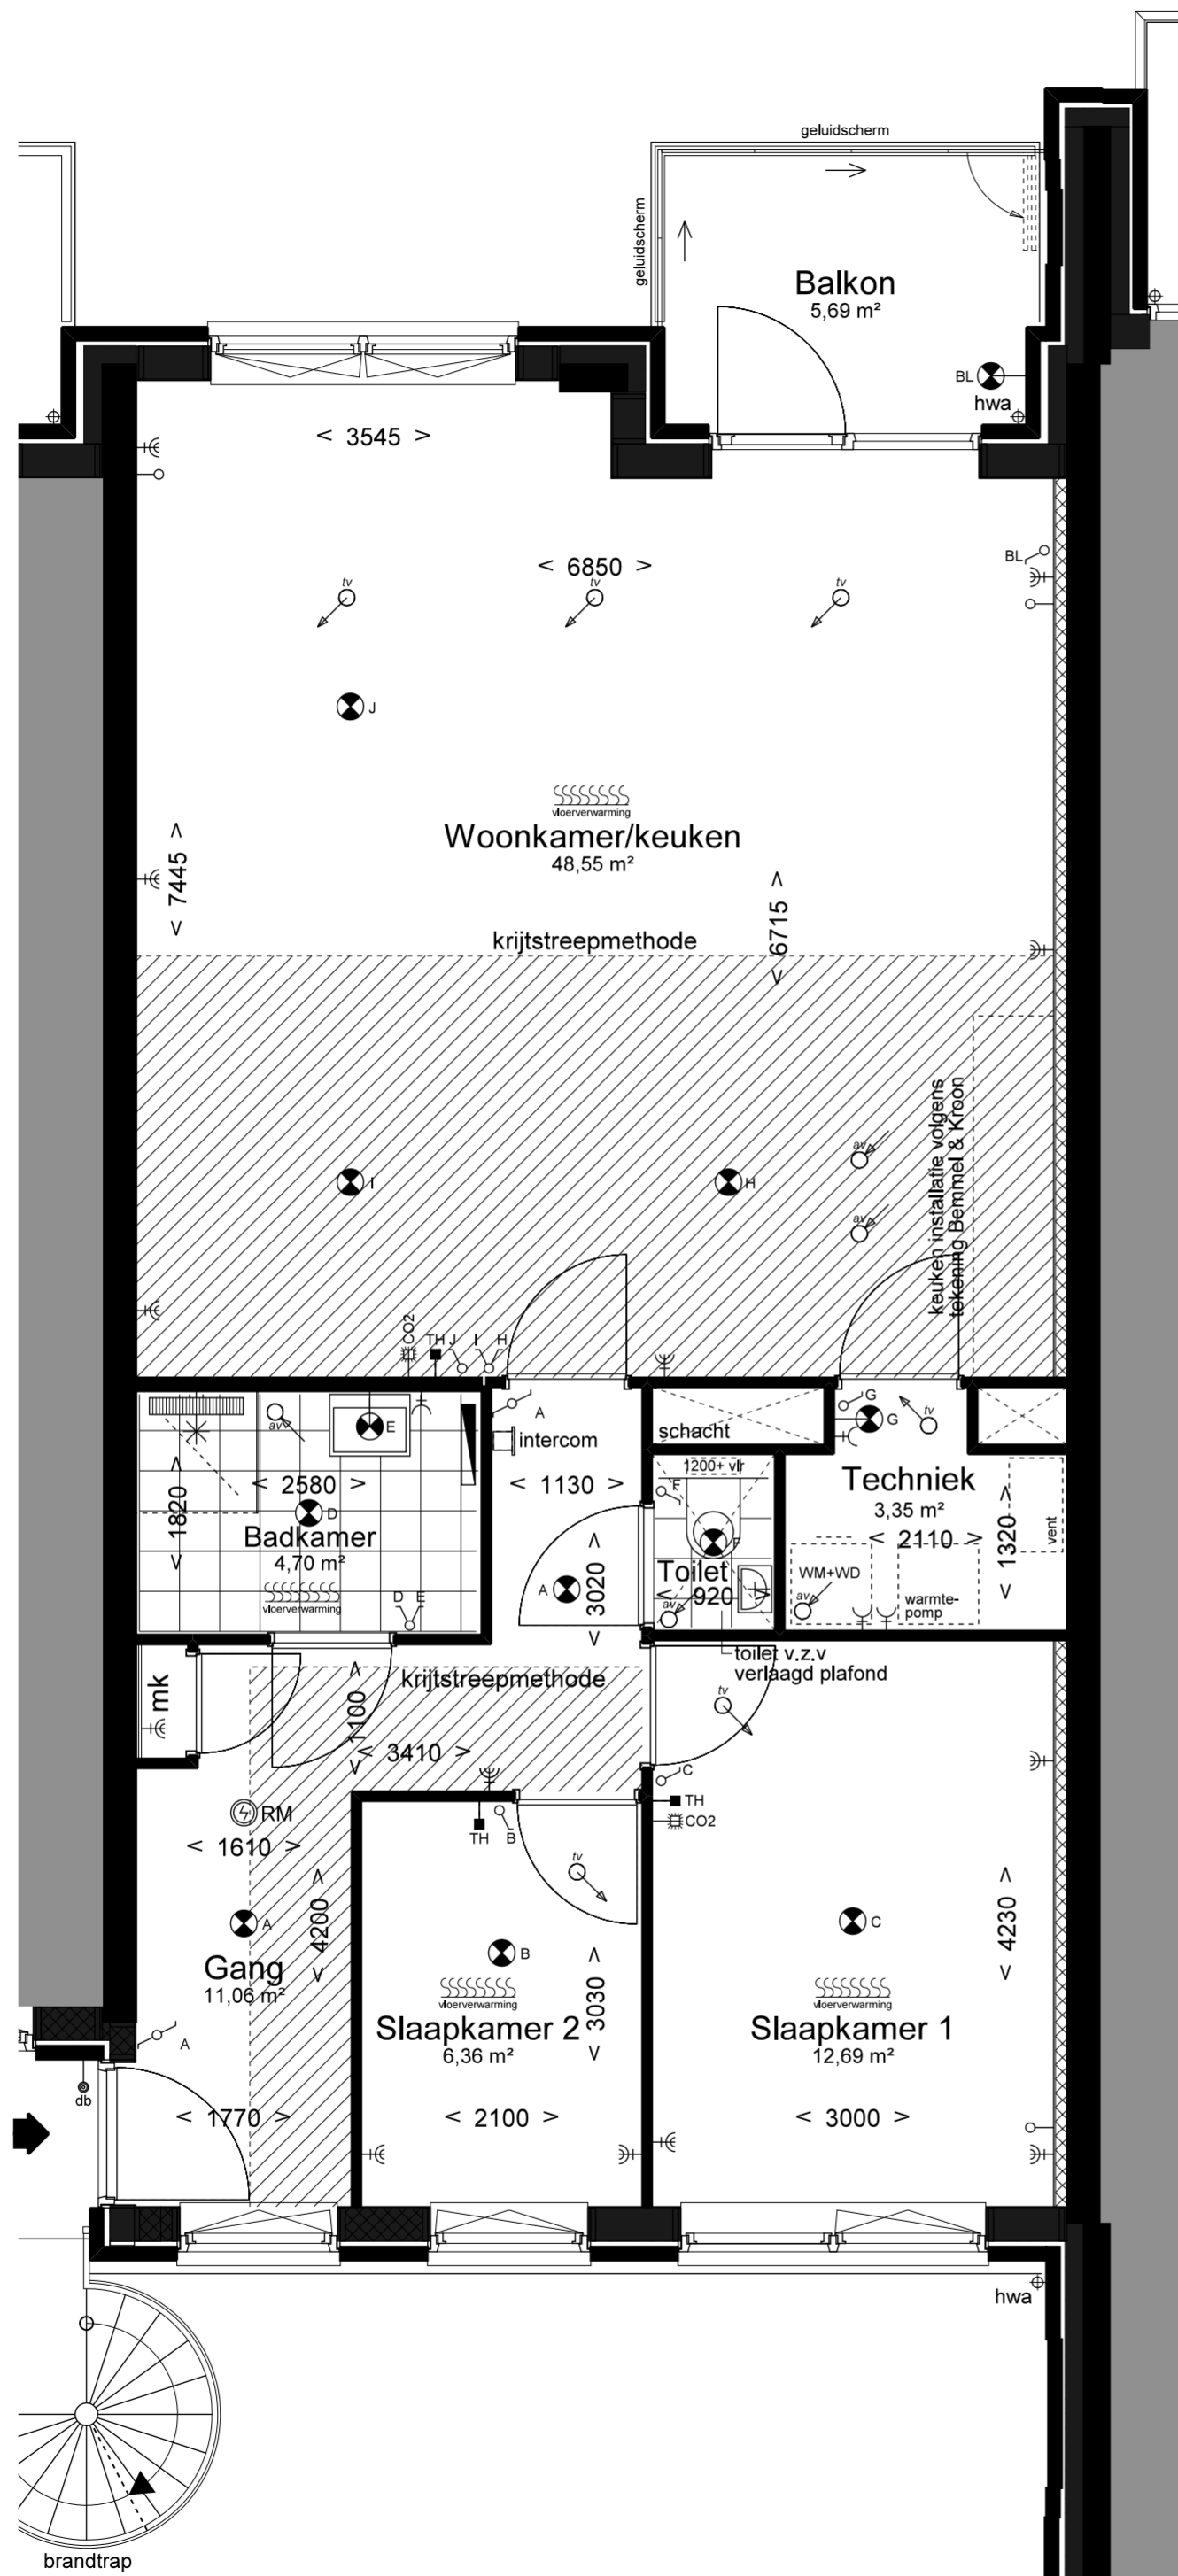 geluidscherm
geluidscherm
Balkon
5,69 m²
BL
hwa
< 3545 >
< 6850 >
BL
tv
tv
tv
J
vloerverwarming
Woonkamer/keuken
48,55 m²
< 7445 >
< 6715 >
krijtstreepmethode
keuken installatie volgens
tekening Bemmel & Kroon
av
av
I
H
CO2
TH
J
I
H
A
G
G
tv
av
E
intercom
schacht
1200+ vlr
< 2580 >
< 1130 >
< 1820 >
D
Badkamer
4,70 m²
vloerverwarming
D
E
F
F
Techniek
3,35 m²
< 2110 >
< 1320 >
vent
Toilet
< 920 >
av
WM+WD
av
warmte-
pomp
A
< 3020 >
toilet v.z.v
verlaagd plafond
mk
krijtstreepmethode
< 1100 >
< 3410 >
tv
C
TH
CO2
RM
TH
B
< 1610 >
tv
< 4200 >
A
B
C
< 4230 >
Gang
11,06 m²
vloerverwarming
Slaapkamer 2
6,36 m²
< 3030 >
vloerverwarming
Slaapkamer 1
12,69 m²
A
db
< 1770 >
< 2100 >
< 3000 >
hwa
brandtrap